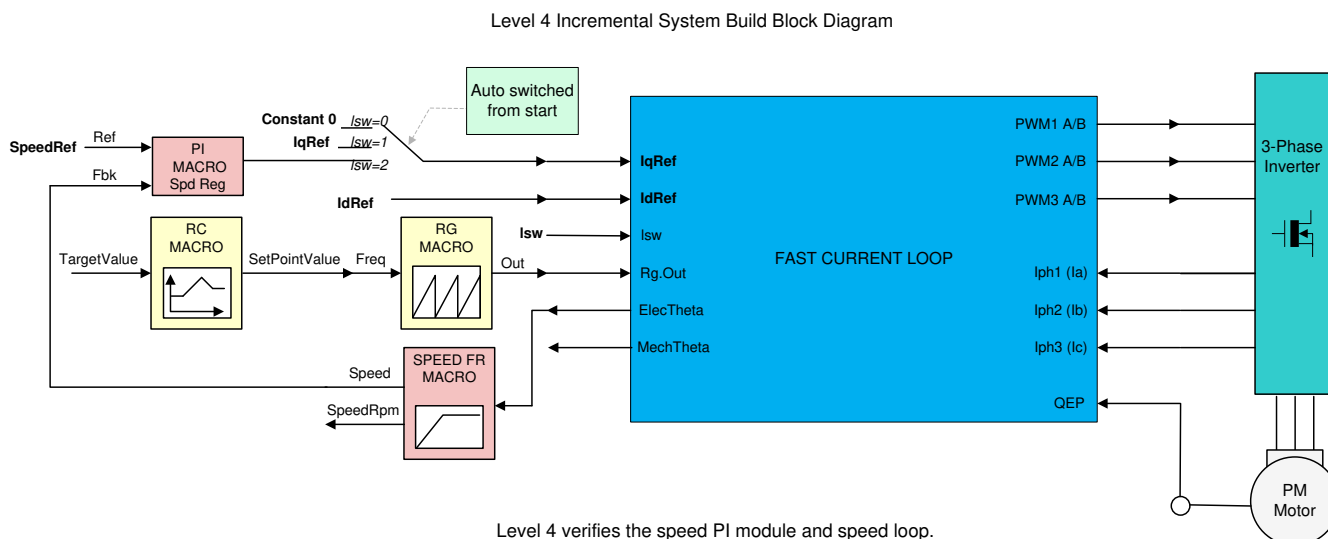 Level 4 Incremental System Build Block Diagram
Auto switched
from start
Constant 0
lsw=0
IqRef
lsw=1
lsw=2
SpeedRef
Ref
Fbk
PI
MACRO
Spd Reg
IdRef
Isw
TargetValue
RC
MACRO
SetPointValue
Freq
RG
MACRO
Out
Speed
SpeedRpm
SPEED FR
MACRO
IqRef
IdRef
Isw
Rg.Out
ElecTheta
MechTheta
FAST CURRENT LOOP
PWM1 A/B
PWM2 A/B
PWM3 A/B
Iph1 (Ia)
Iph2 (Ib)
Iph3 (Ic)
QEP
3-Phase
Inverter
PM
Motor
Level 4 verifies the speed PI module and speed loop.